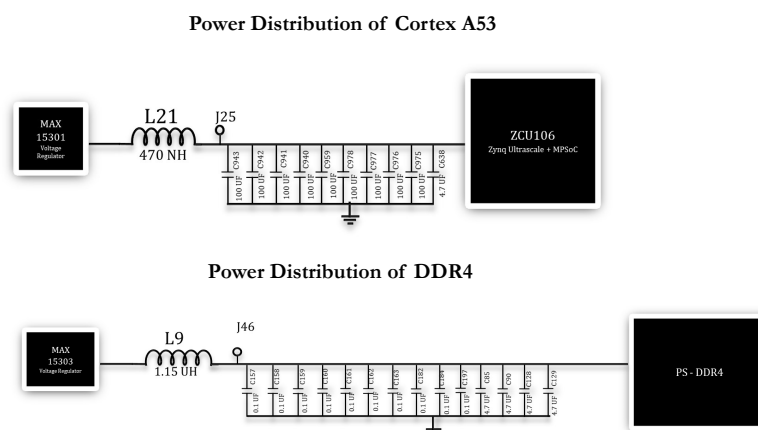 Power Distribution of Cortex A53
MAX
15301
Voltage
Regulator
L21
470 NH
J25
C943
C942
C941
C940
C959
C978
C977
C976
C975
C638
100 UF
100 UF
100 UF
100 UF
100 UF
100 UF
100 UF
100 UF
100 UF
4.7 UF
ZCU106
Zynq Ultrascale + MPSoC
Power Distribution of DDR4
MAX
15303
Voltage Regulator
L9
1.15 UH
J46
C157
C158
C159
C160
C161
C162
C163
C182
C184
C197
C85
C90
C128
C129
0.1 UF
0.1 UF
0.1 UF
0.1 UF
0.1 UF
0.1 UF
0.1 UF
0.1 UF
0.1 UF
0.1 UF
4.7 UF
4.7 UF
4.7 UF
4.7 UF
PS - DDR4